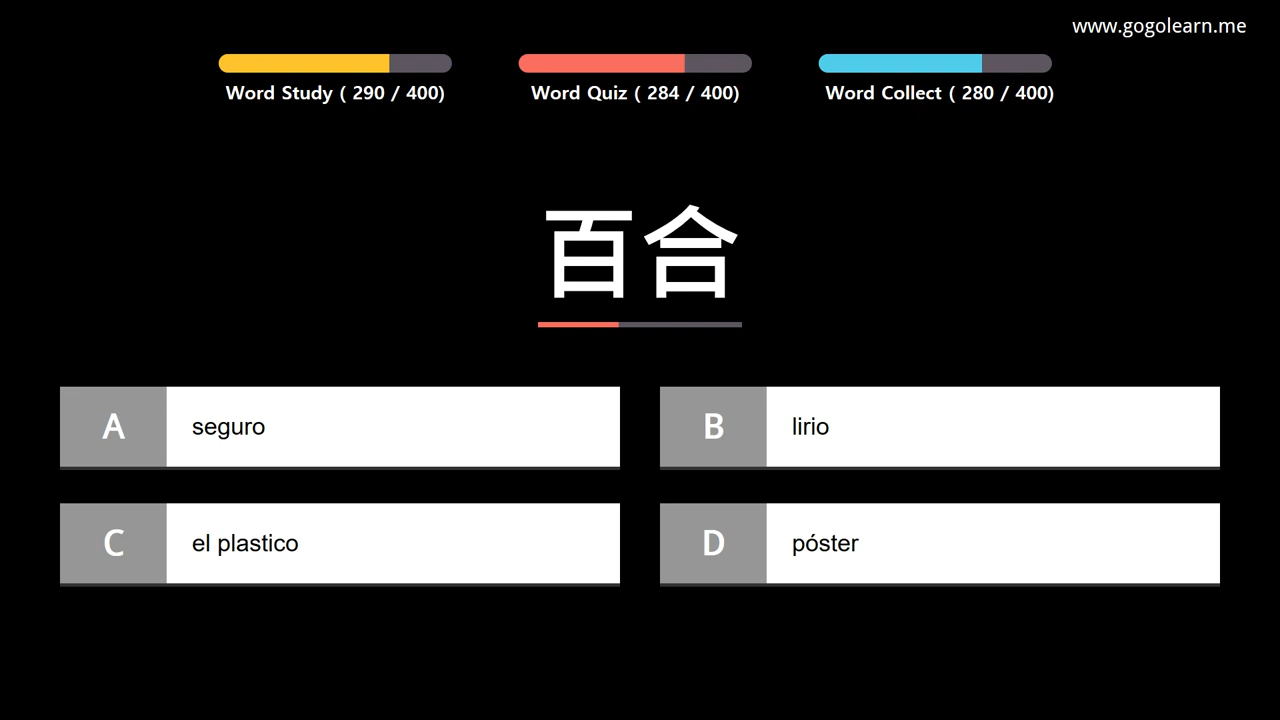 www.gogolearn.me
Word Study ( 290 / 400)
Word Quiz ( 284 / 400)
Word Collect ( 280 / 400)
百合
A seguro
B lirio
C el plastico
D póster